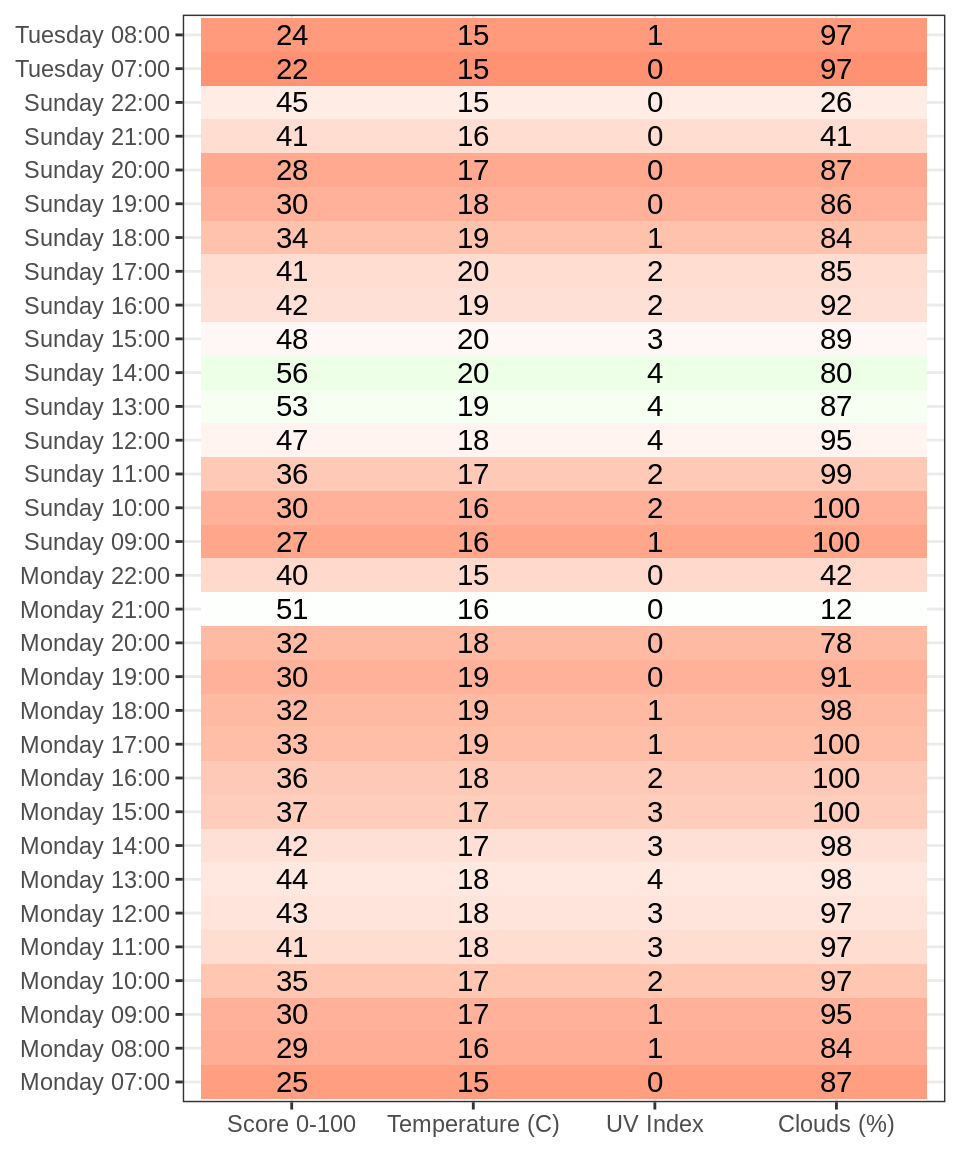 Tuesday 08:00 24 15 1 97
Tuesday 07:00 22 15 0 97
Sunday 22:00 45 15 0 26
Sunday 21:00 41 16 0 41
Sunday 20:00 28 17 0 87
Sunday 19:00 30 18 0 86
Sunday 18:00 34 19 1 84
Sunday 17:00 41 20 2 85
Sunday 16:00 42 19 2 92
Sunday 15:00 48 20 3 89
Sunday 14:00 56 20 4 80
Sunday 13:00 53 19 4 87
Sunday 12:00 47 18 4 95
Sunday 11:00 36 17 2 99
Sunday 10:00 30 16 2 100
Sunday 09:00 27 16 1 100
Monday 22:00 40 15 0 42
Monday 21:00 51 16 0 12
Monday 20:00 32 18 0 78
Monday 19:00 30 19 0 91
Monday 18:00 32 19 1 98
Monday 17:00 33 19 1 100
Monday 16:00 36 18 2 100
Monday 15:00 37 17 3 100
Monday 14:00 42 17 3 98
Monday 13:00 44 18 4 98
Monday 12:00 43 18 3 97
Monday 11:00 41 18 3 97
Monday 10:00 35 17 2 97
Monday 09:00 30 17 1 95
Monday 08:00 29 16 1 84
Monday 07:00 25 15 0 87
Score 0-100 Temperature (C) UV Index Clouds (%)